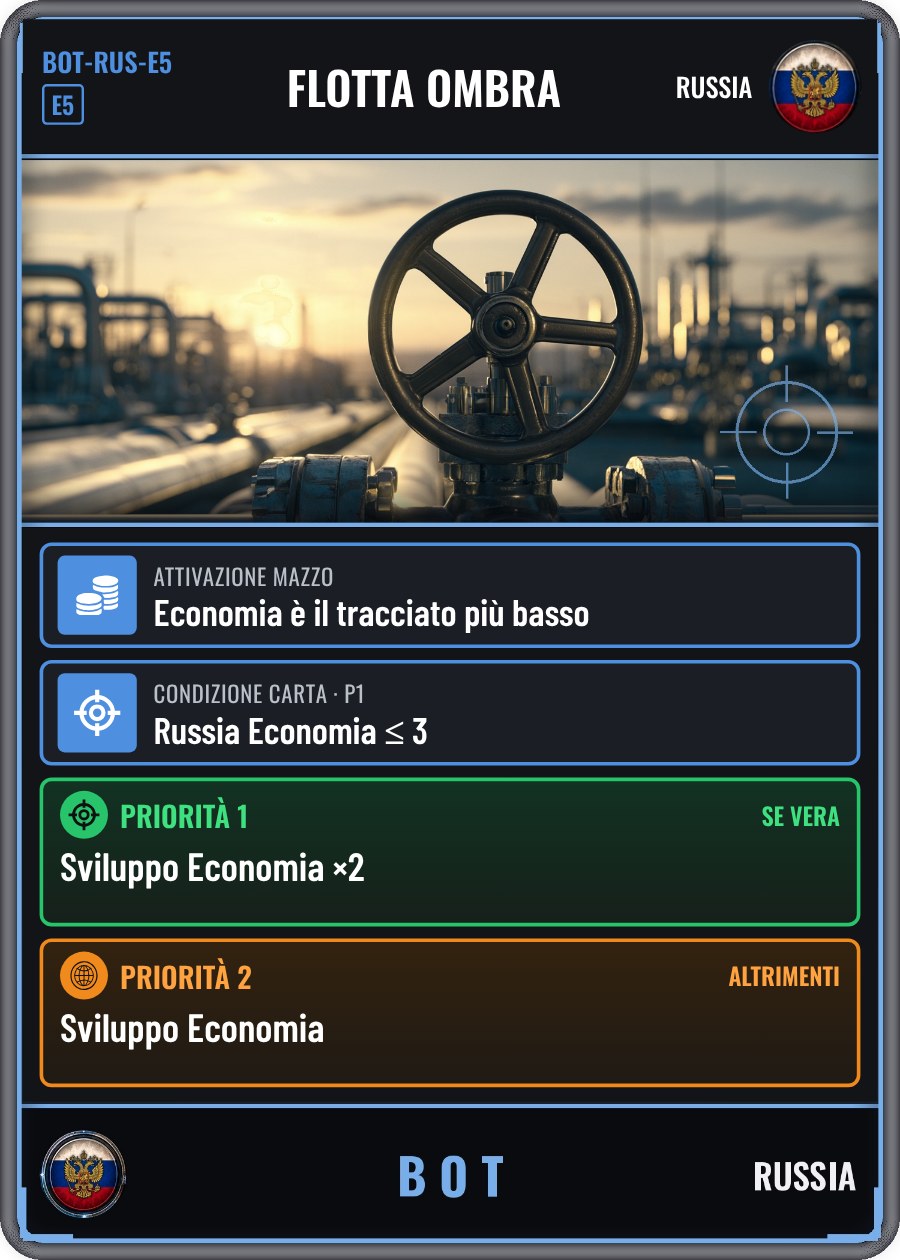 BOT-RUS-E5
E5
FLOTTA OMBRA
RUSSIA
ATTIVAZIONE MAZZO
Economia è il tracciato più basso
CONDIZIONE CARTA · P1
Russia Economia ≤ 3
PRIORITÀ 1
SE VERA
Sviluppo Economia ×2
PRIORITÀ 2
ALTRIMENTI
Sviluppo Economia
BOT
RUSSIA